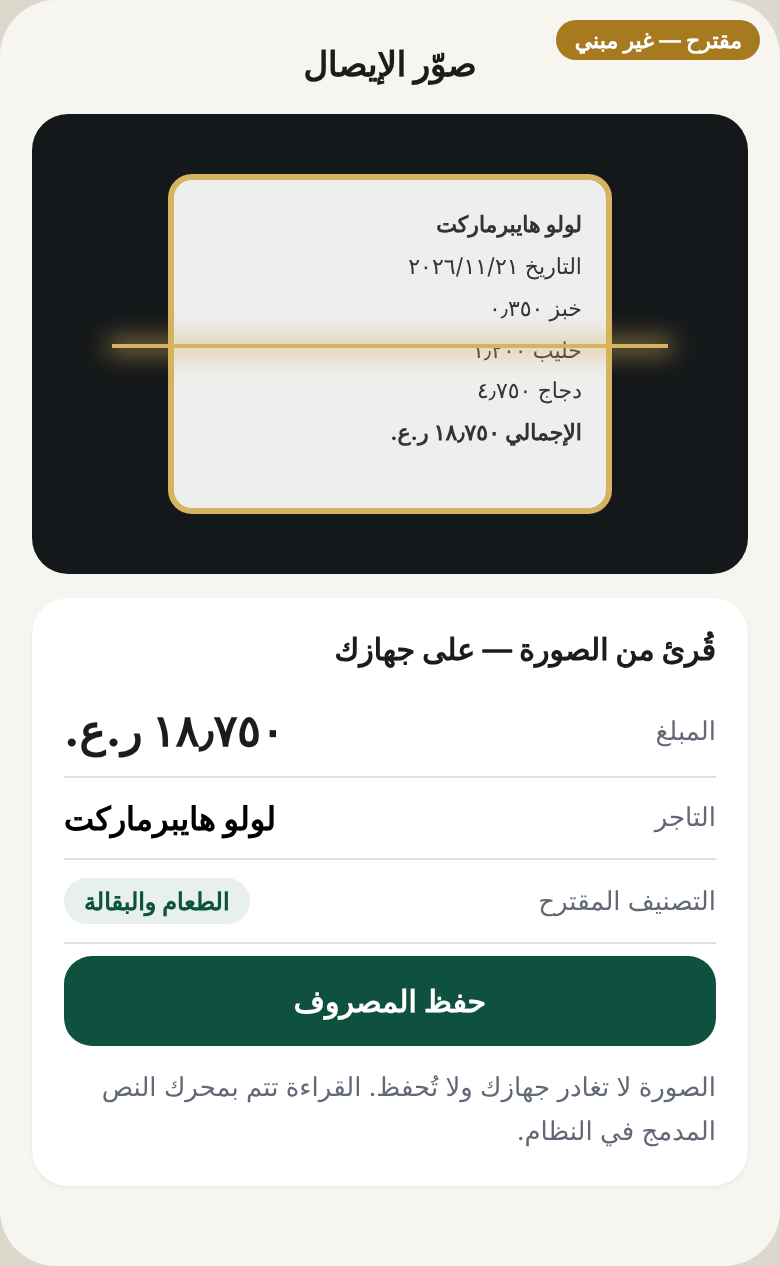 مقترح — غير مبني
صوّر الإيصال
لولو هايبرماركت
التاريخ ٢٠٢٦/١١/٢١
خبز ٠٫٣٥٠
حليب
دجاج ٤٫٧٥٠
الإجمالي ١٨٫٧٥٠ ر.ع.
قُرئ من الصورة — على جهازك
المبلغ ١٨٫٧٥٠ ر.ع.
التاجر لولو هايبرماركت
التصنيف المقترح الطعام والبقالة
حفظ المصروف
الصورة لا تغادر جهازك ولا تُحفظ. القراءة تتم بمحرك النص
المدمج في النظام.